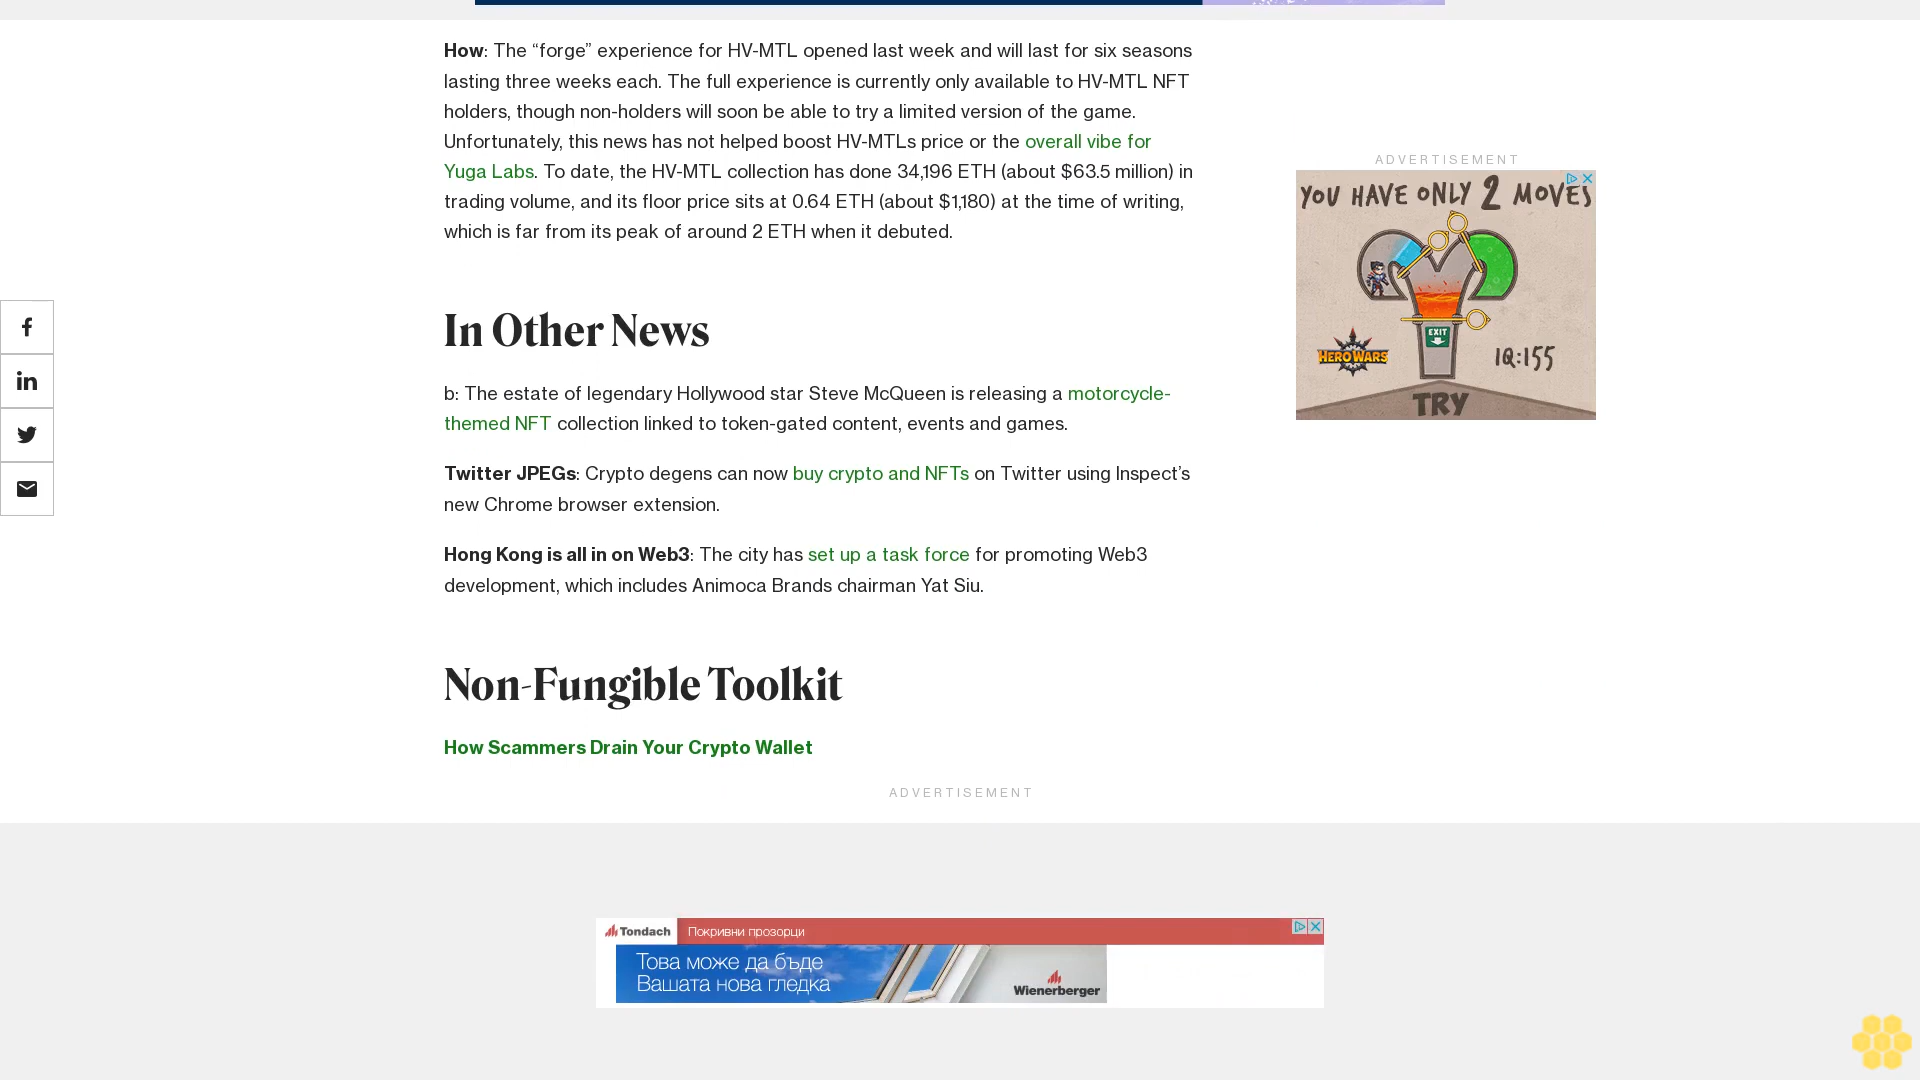 How: The “forge” experience for HV-MTL opened last week and will last for six seasons
lasting three weeks each. The full experience is currently only available to HV-MTL NFT
holders, though non-holders will soon be able to try a limited version of the game.
Unfortunately, this news has not helped boost HV-MTLs price or the overall vibe for
Yuga Labs. To date, the HV-MTL collection has done 34,196 ETH (about $63.5 million) in
trading volume, and its floor price sits at 0.64 ETH (about $1,180) at the time of writing,
which is far from its peak of around 2 ETH when it debuted.
In Other News
b: The estate of legendary Hollywood star Steve McQueen is releasing a motorcycle-
themed NFT collection linked to token-gated content, events and games.
Twitter JPEGs: Crypto degens can now buy crypto and NFTs on Twitter using Inspect’s
new Chrome browser extension.
Hong Kong is all in on Web3: The city has set up a task force for promoting Web3
development, which includes Animoca Brands chairman Yat Siu.
Non-Fungible Toolkit
How Scammers Drain Your Crypto Wallet
ADVERTISEMENT
YOU HAVE ONLY 2 MOVES
EXIT
HERO WARS
IQ:155
TRY
ADVERTISEMENT
Tondach
Покривни прозорци
Това може да бъде
Вашата нова гледка
Wienerberger